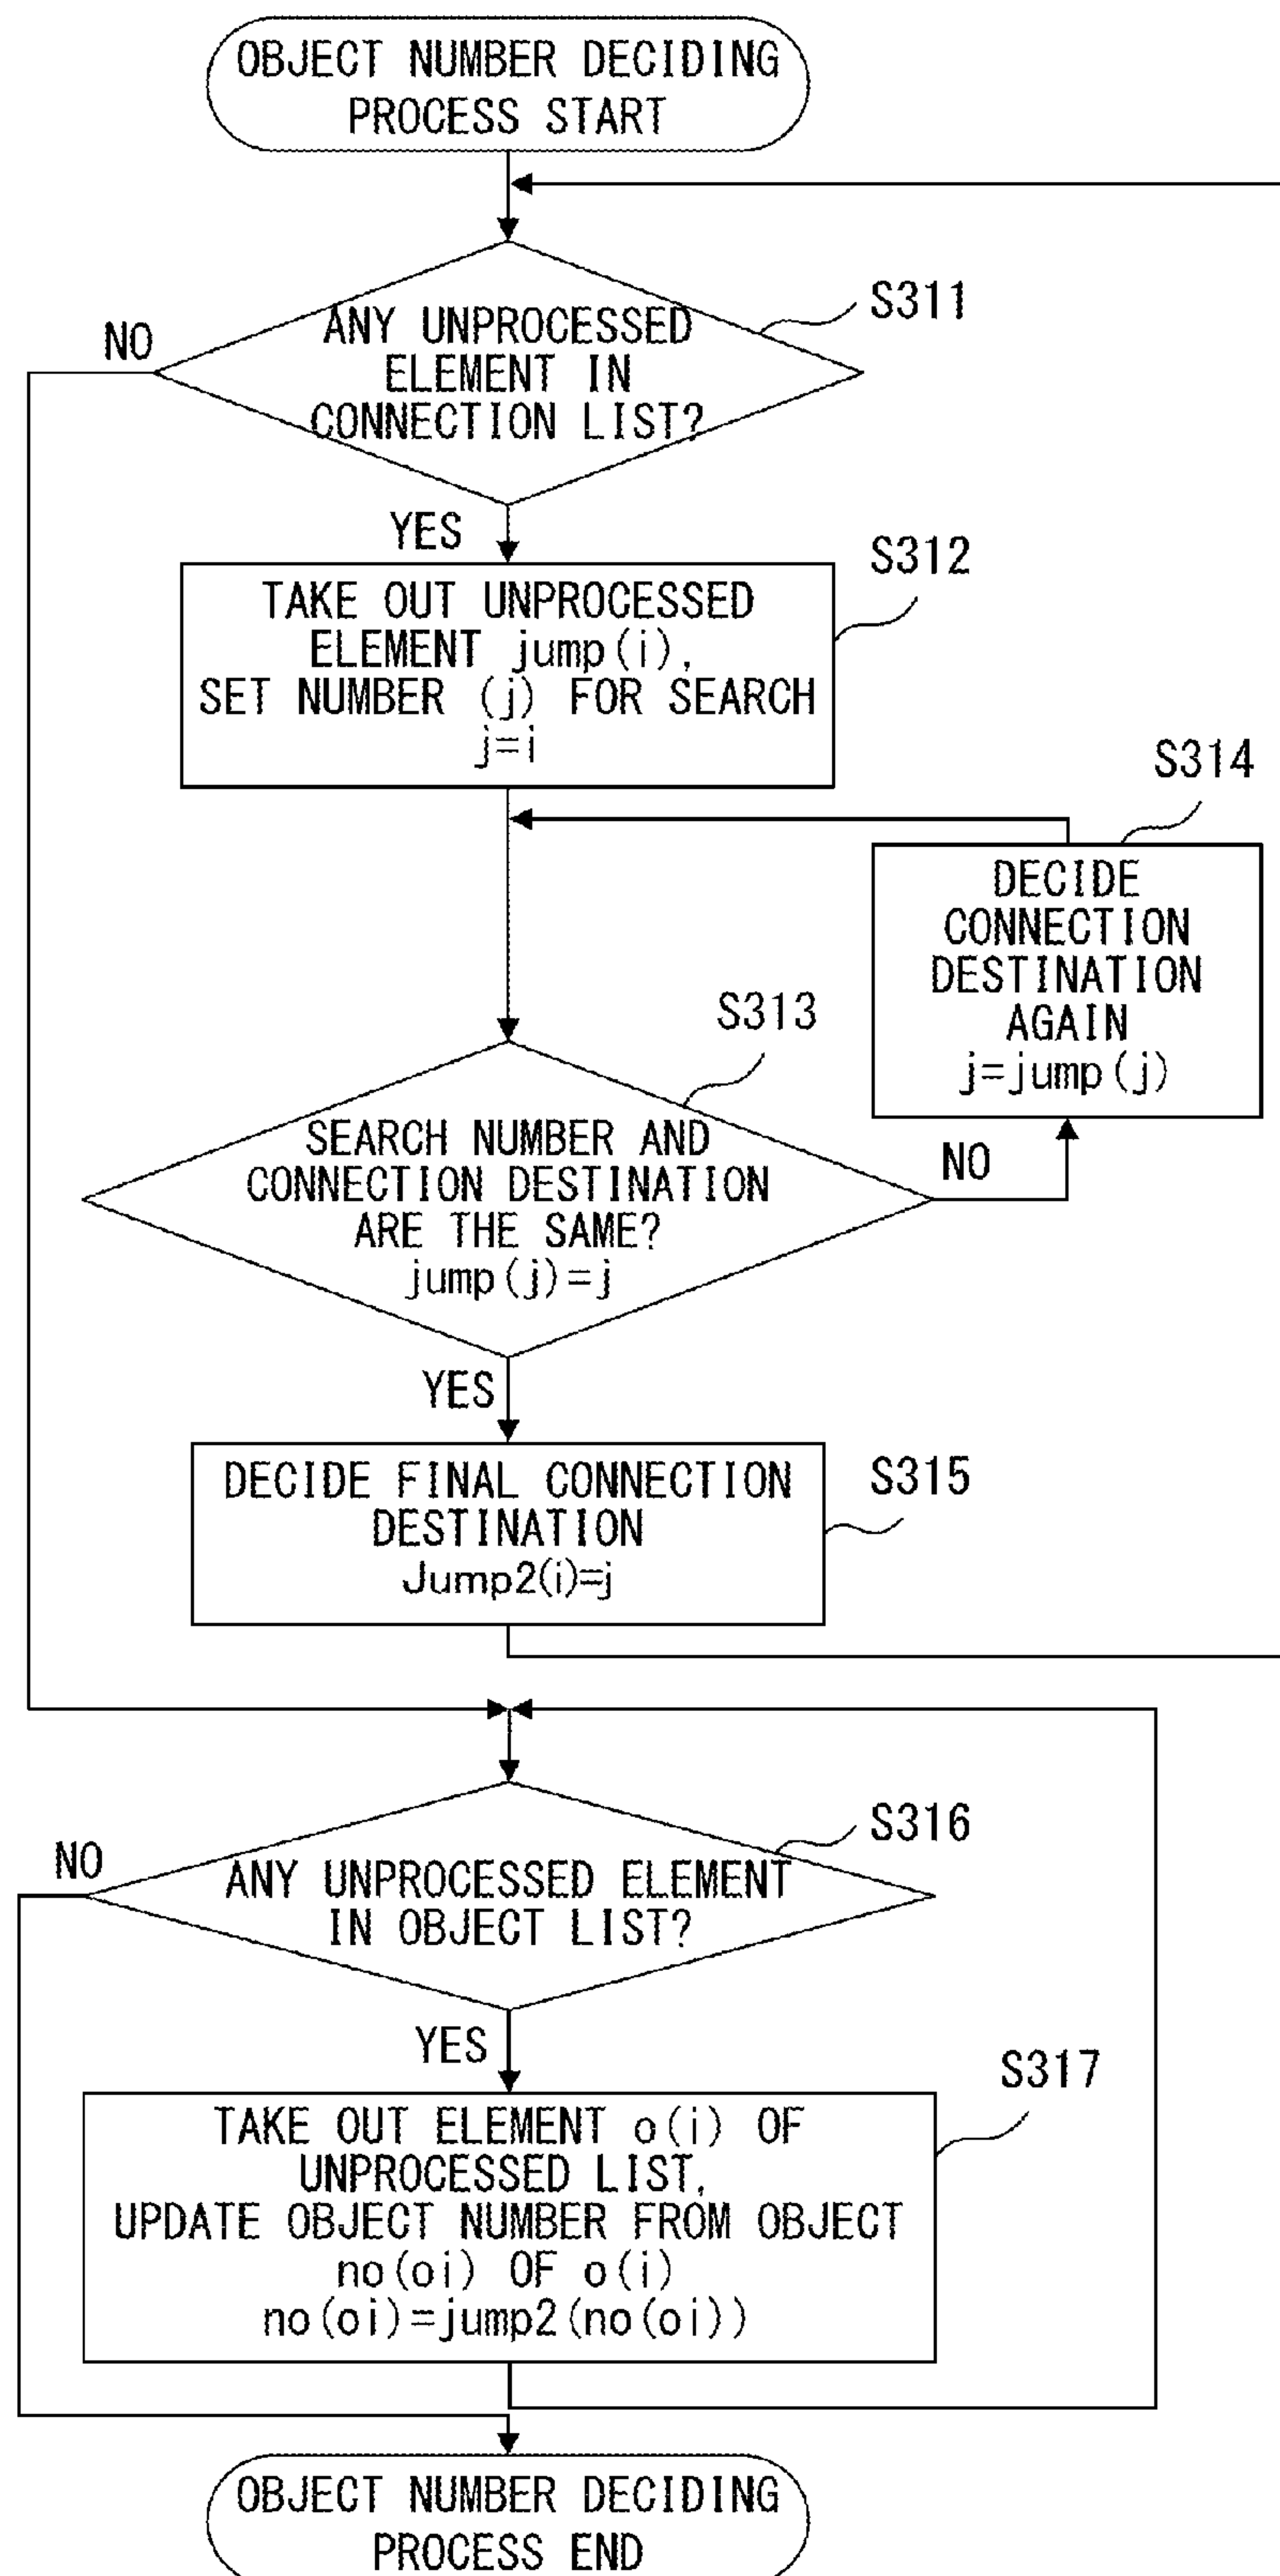 OBJECT NUMBER DECIDING
PROCESS START
S311
NO
ANY UNPROCESSED
ELEMENT IN
CONNECTION LIST?
YES
S312
TAKE OUT UNPROCESSED
ELEMENT jump(i),
SET NUMBER (j) FOR SEARCH
j=i
S314
DECIDE
CONNECTION
DESTINATION
AGAIN
j=jump(j)
S313
SEARCH NUMBER AND
CONNECTION DESTINATION
ARE THE SAME?
jump(j)=j
NO
YES
S315
DECIDE FINAL CONNECTION
DESTINATION
Jump2(i)=j
S316
NO
ANY UNPROCESSED ELEMENT
IN OBJECT LIST?
YES
S317
TAKE OUT ELEMENT o(i) OF
UNPROCESSED LIST,
UPDATE OBJECT NUMBER FROM OBJECT
no(oi) OF o(i)
no(oi)=jump2(no(oi))
OBJECT NUMBER DECIDING
PROCESS END